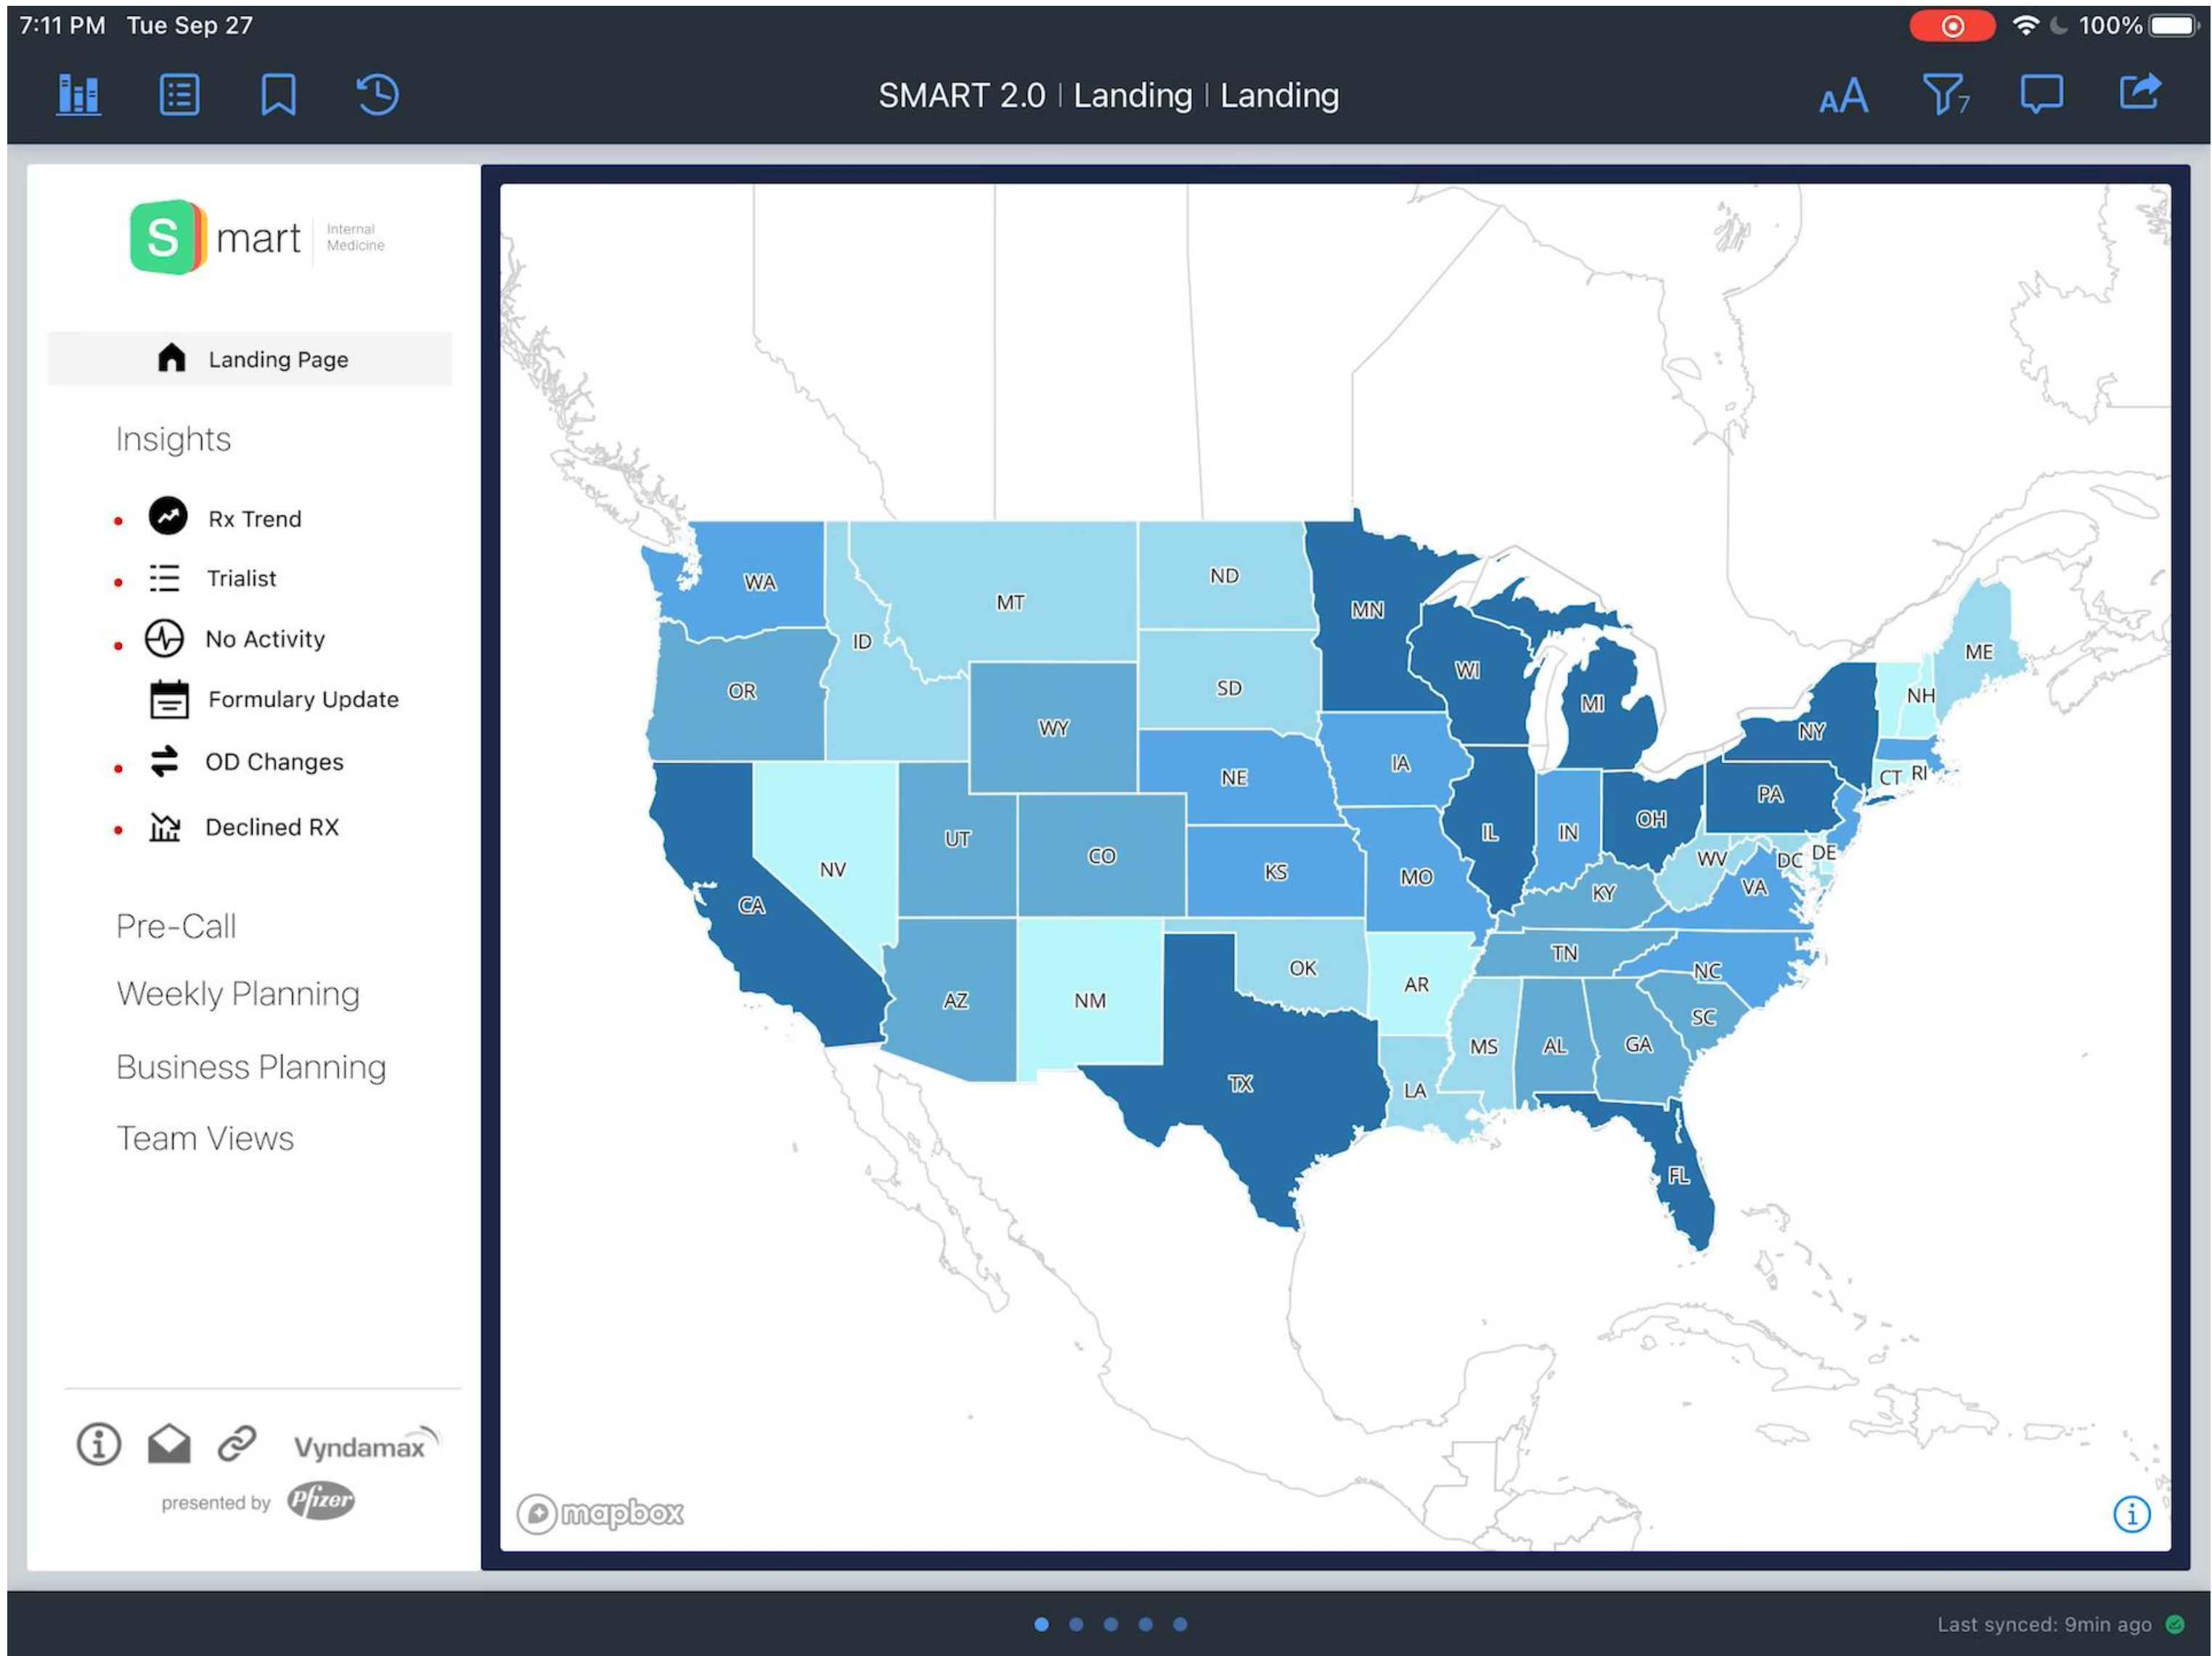 7:11 PM Tue Sep 27
100%
SMART 2.0 | Landing | Landing
AA
7
S mart
Internal
Medicine
Landing Page
Insights
Rx Trend
Trialist
No Activity
Formulary Update
OD Changes
Declined RX
Pre-Call
Weekly Planning
Business Planning
Team Views
Vyndamax
presented by Pfizer
WA
MT
ND
MN
ID
OR
SD
WI
MI
ME
NH
NY
WY
IA
NE
CT RI
PA
UT
CO
NV
KS
MO
IL
IN
OH
WV
DC
DE
CA
KY
VA
TN
NC
OK
AR
AZ
NM
SC
MS
AL
GA
TX
LA
FL
mapbox
Last synced: 9min ago